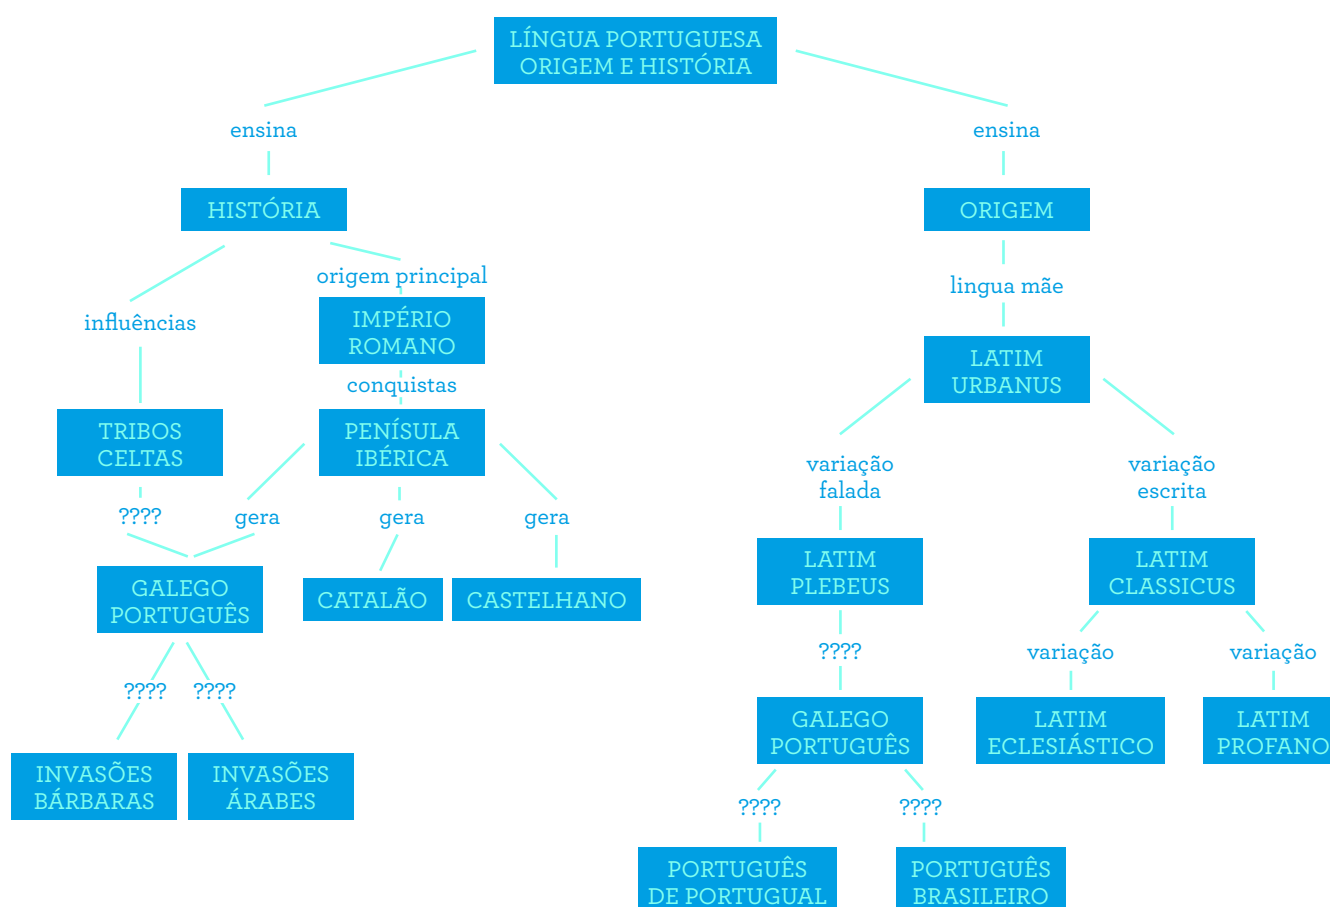 LÍNGUA PORTUGUESA
ORIGEM E HISTÓRIA
ensina
ensina
HISTÓRIA
ORIGEM
origem principal
lingua mãe
influências
IMPÉRIO
ROMANO
LATIM
URBANUS
conquistas
TRIBOS
CELTAS
PENÍSULA
IBÉRICA
variação
falada
variação
escrita
????
gera
gera
gera
GALEGO
PORTUGUÊS
CATALÃO
CASTELHANO
LATIM
PLEBEUS
LATIM
CLASSICUS
????
variação
variação
????
????
GALEGO
PORTUGUÊS
LATIM
ECLESIÁSTICO
LATIM
PROFANO
INVASÕES
BÁRBARAS
INVASÕES
ÁRABES
????
????
PORTUGUÊS
DE PORTUGUAL
PORTUGUÊS
BRASILEIRO